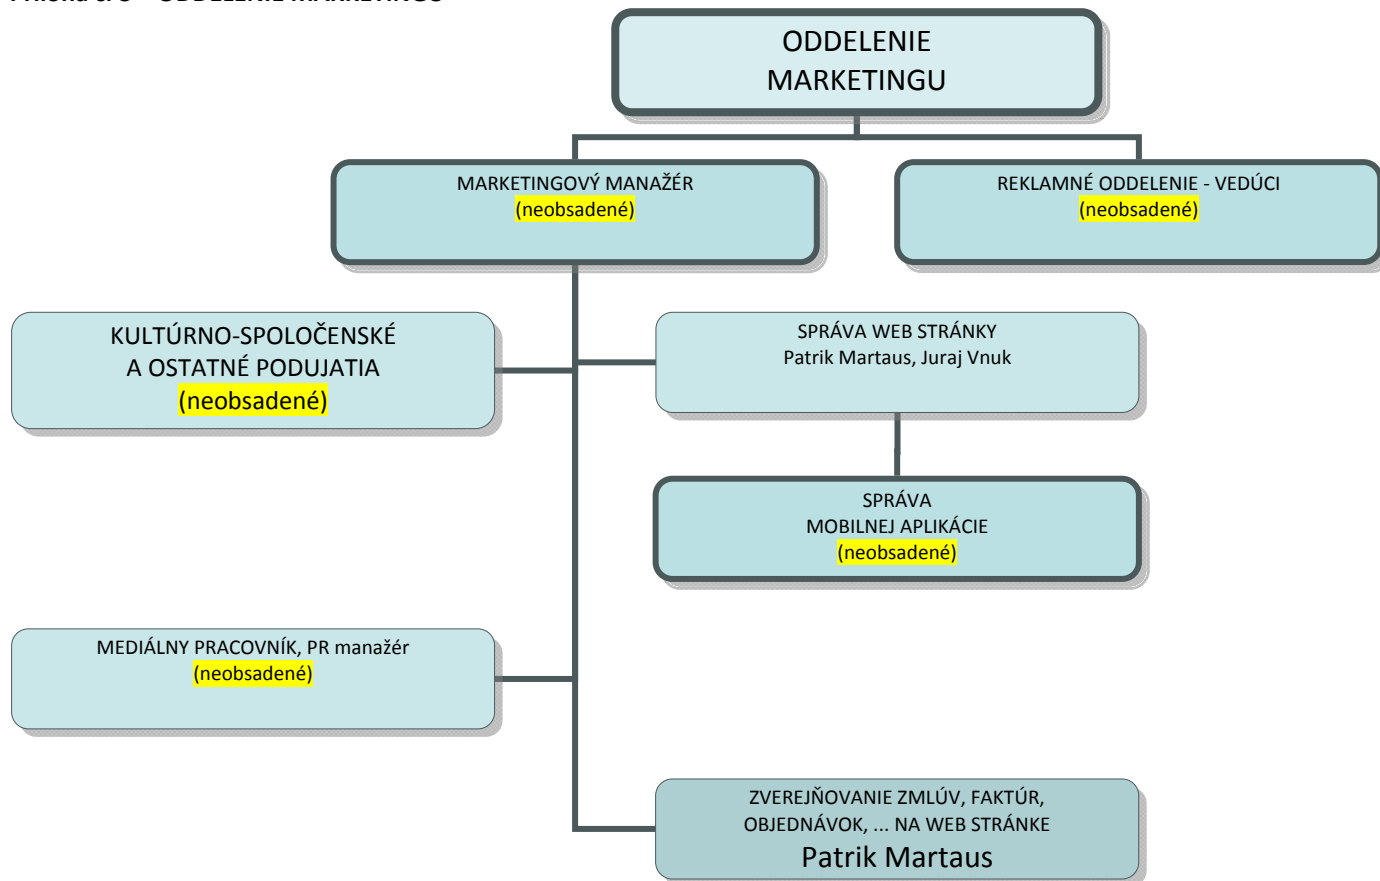 ODDELENIE MARKETINGU
ODDELENIE
MARKETINGU
MARKETINGOVÝ MANAŽÉR
(neobsadené)
REKLAMNÉ ODDELENIE - VEDÚCI
(neobsadené)
KULTÚRNO-SPOLOČENSKÉ
A OSTATNÉ PODUJATIA
(neobsadené)
SPRÁVA WEB STRÁNKY
Patrik Martaus, Juraj Vnuk
SPRÁVA
MOBILNEJ APLIKÁCIE
(neobsadené)
MEDIÁLNY PRACOVNÍK, PR manažér
(neobsadené)
ZVEREJŇOVANIE ZMLÚV, FAKTÚR,
OBJEDNÁVOK, ... NA WEB STRÁNKE
Patrik Martaus